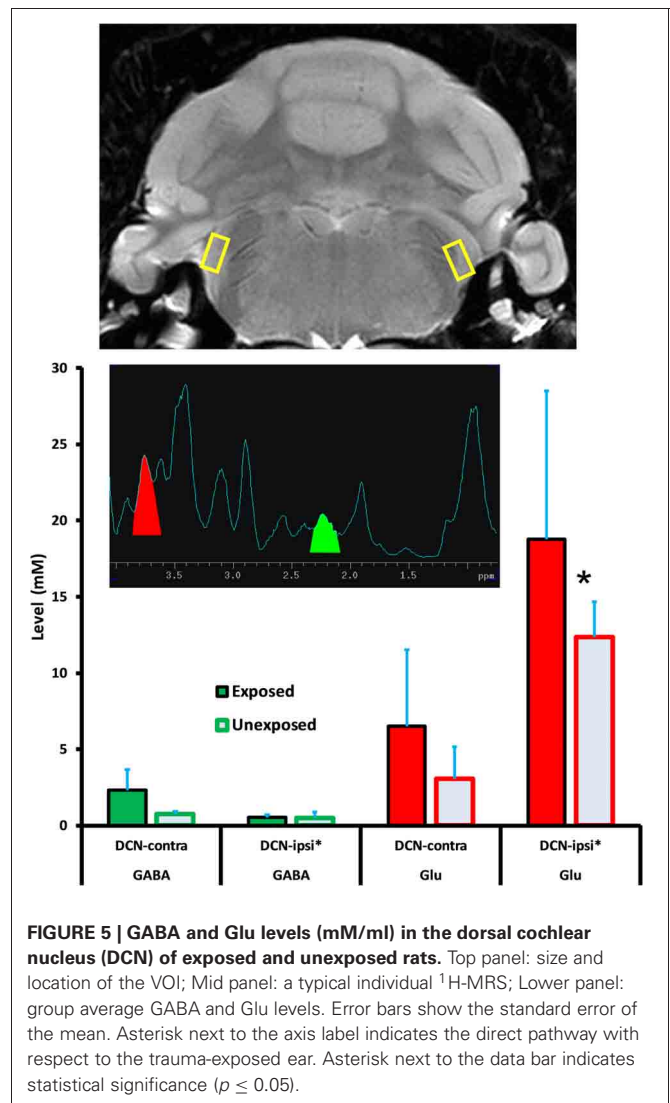 30
25
20
15
10
5
0
Level (mM)
3.5 3.0 2.5 2.0 1.5 ppm
*
Exposed
Unexposed
DCN-contra DCN-ipsi* DCN-contra DCN-ipsi*
GABA GABA Glu Glu
FIGURE 5 | GABA and Glu levels (mM/ml) in the dorsal cochlear
nucleus (DCN) of exposed and unexposed rats. Top panel: size and
location of the VOI; Mid panel: a typical individual ¹H-MRS; Lower panel:
group average GABA and Glu levels. Error bars show the standard error of
the mean. Asterisk next to the axis label indicates the direct pathway with
respect to the trauma-exposed ear. Asterisk next to the data bar indicates
statistical significance (p ≤ 0.05).